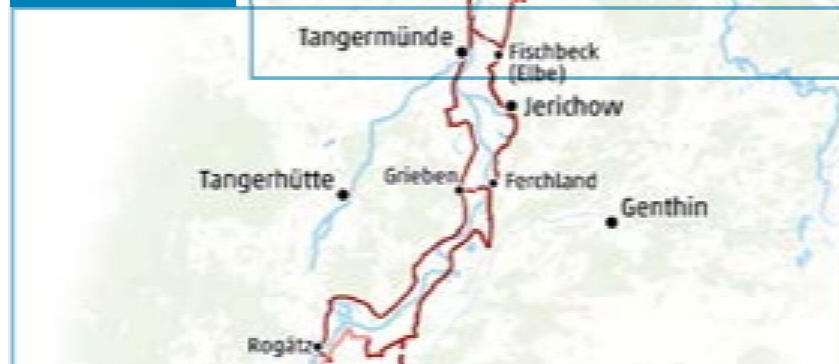 Tangermünde
Fischbeck
(Elbe)
Jerichow
Tangerhütte
Grieben
Ferchland
Genthin
Rogätz